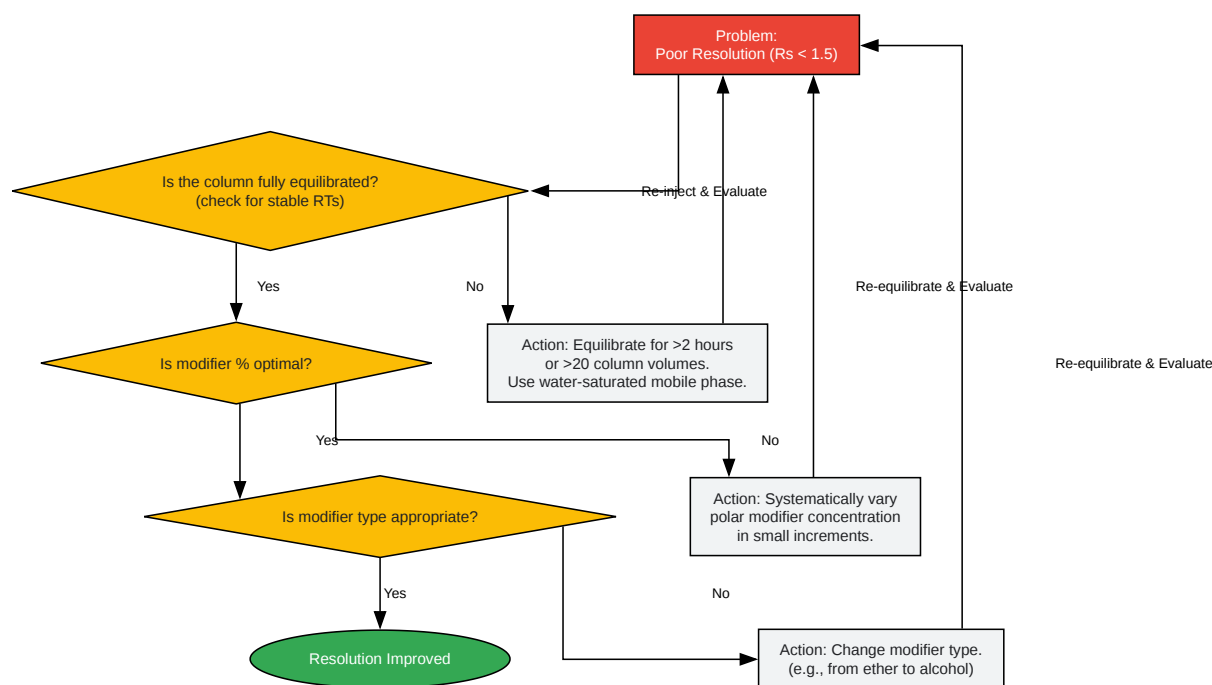 Problem:
Poor Resolution (Rs < 1.5)
Is the column fully equilibrated?
(check for stable RTs)
Re-inject & Evaluate
Yes
No
Re-equilibrate & Evaluate
Action: Equilibrate for >2 hours
or >20 column volumes.
Use water-saturated mobile phase.
Is modifier % optimal?
Re-equilibrate & Evaluate
Yes
No
Action: Systematically vary
polar modifier concentration
in small increments.
Is modifier type appropriate?
Yes
No
Resolution Improved
Action: Change modifier type.
(e.g., from ether to alcohol)